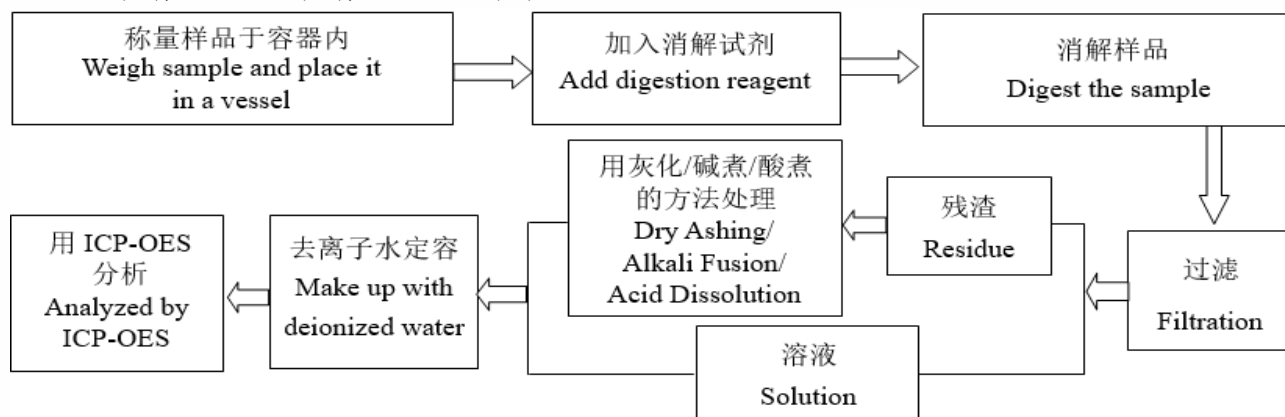 称量样品于容器内
Weigh sample and place it
in a vessel
加入消解试剂
Add digestion reagent
消解样品
Digest the sample
过滤
Filtration
残渣
Residue
用灰化/碱煮/酸煮
的方法处理
Dry Ashing/
Alkali Fusion/
Acid Dissolution
溶液
Solution
去离子水定容
Make up with
deionized water
用 ICP-OES
分析
Analyzed by
ICP-OES